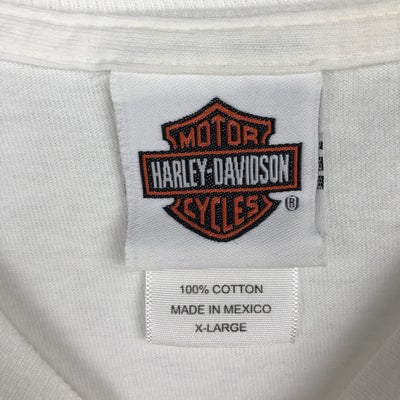 MOTOR
HARLEY-DAVIDSON
CYCLES ®
100% COTTON
MADE IN MEXICO
X-LARGE